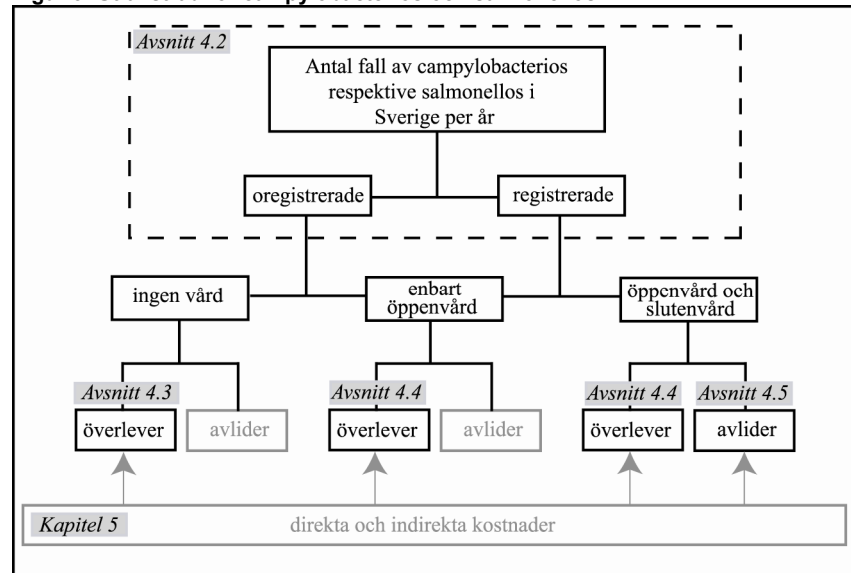 Avsnitt 4.2
Antal fall av campylobacterios
respektive salmonellos i
Sverige per år
oregistrerade
registrerade
ingen vård
enbart
öppenvård
öppenvård och
slutenvård
Avsnitt 4.3
Avsnitt 4.4
Avsnitt 4.4
Avsnitt 4.5
överlever
avlider
överlever
avlider
överlever
avlider
Kapitel 5
direkta och indirekta kostnader